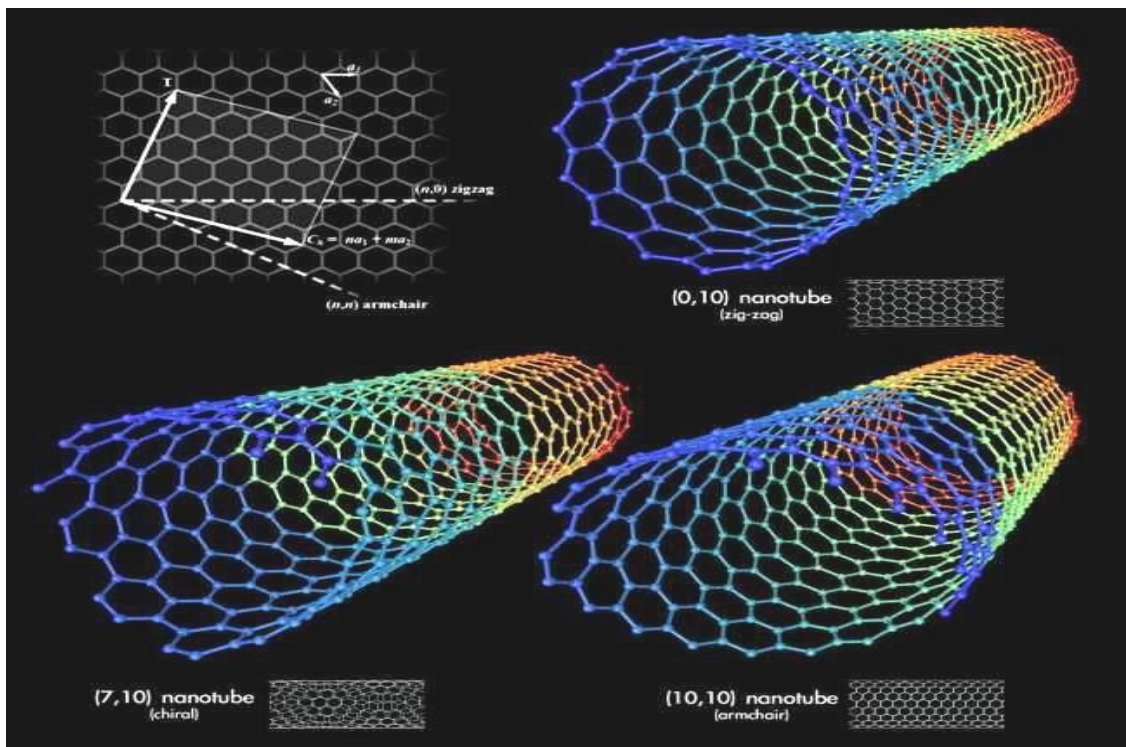 T
a₁
a₂
(n,0) zigzag
Cₕ = na₁ + ma₂
(n,n) armchair
(0,10) nanotube
(zig-zag)
(7,10) nanotube
(chiral)
(10,10) nanotube
(armchair)